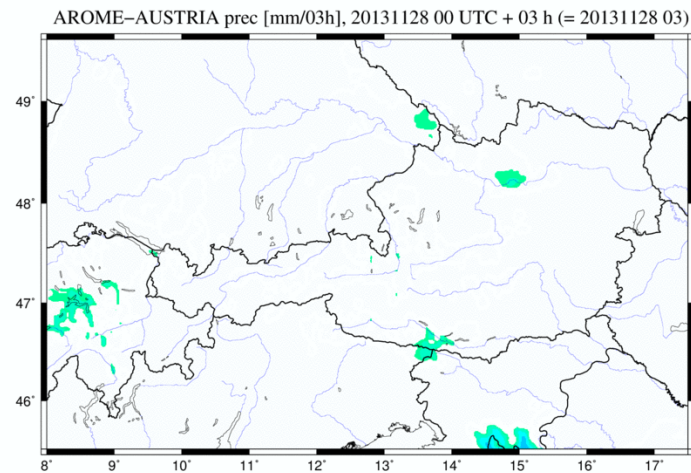 AROME–AUSTRIA prec [mm/03h], 20131128 00 UTC + 03 h (= 20131128 03)
49˚
48˚
47˚
46˚
8˚ 9˚ 10˚ 11˚ 12˚ 13˚ 14˚ 15˚ 16˚ 17˚